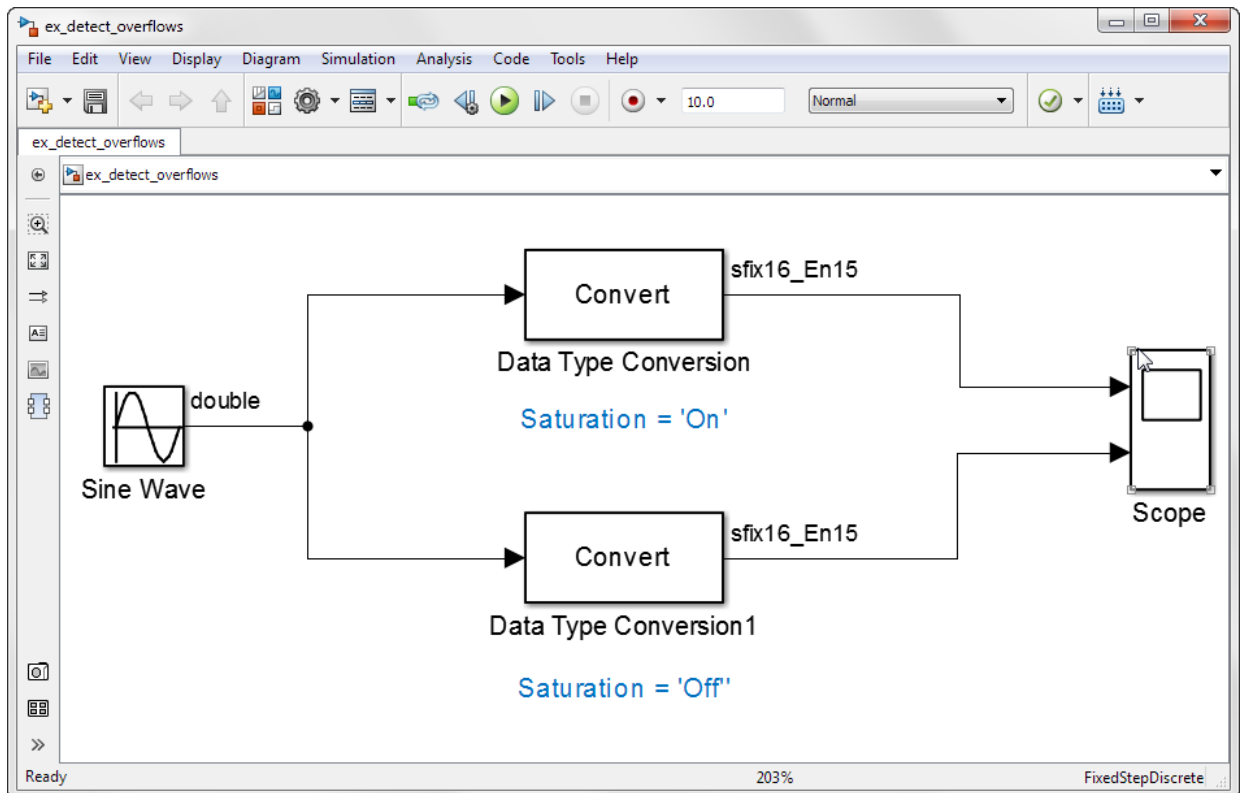 ex_detect_overflows
File Edit View Display Diagram Simulation Analysis Code Tools Help
10.0 Normal
ex_detect_overflows
ex_detect_overflows
sfix16_En15
Convert
Data Type Conversion
double
Saturation = 'On'
Sine Wave
Scope
sfix16_En15
Convert
Data Type Conversion1
Saturation = 'Off''
Ready 203% FixedStepDiscrete